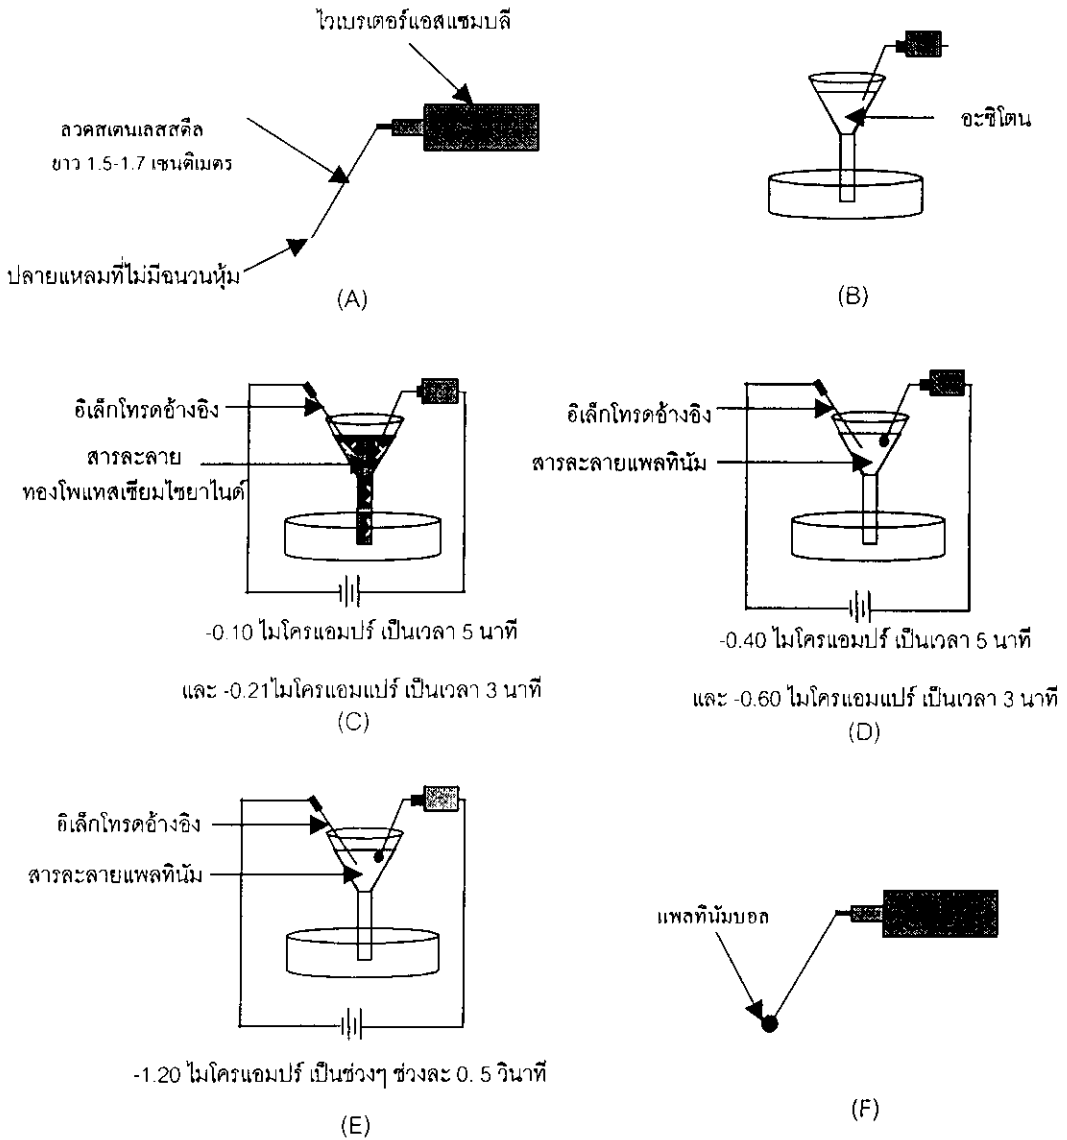 ไวเบรเตอร์แอสแซมบลี
ลวดสเตนเลสสตีล
ยาว 1.5-1.7 เซนติเมตร
ปลายแหลมที่ไม่มีฉนวนหุ้ม
(A)
อะซิโตน
(B)
อิเล็กโทรดอ้างอิง
สารละลาย
ทองโพแทสเซียมไซยาไนด์
-0.10 ไมโครแอมปร์ เป็นเวลา 5 นาที
และ -0.21ไมโครแอมแปร์ เป็นเวลา 3 นาที
(C)
อิเล็กโทรดอ้างอิง
สารละลายแพลทินัม
-0.40 ไมโครแอมปร์ เป็นเวลา 5 นาที
และ -0.60 ไมโครแอมแปร์ เป็นเวลา 3 นาที
(D)
อิเล็กโทรดอ้างอิง
สารละลายแพลทินัม
-1.20 ไมโครแอมปร์ เป็นช่วงๆ ช่วงละ 0. 5 วินาที
(E)
แพลทินัมบอล
(F)